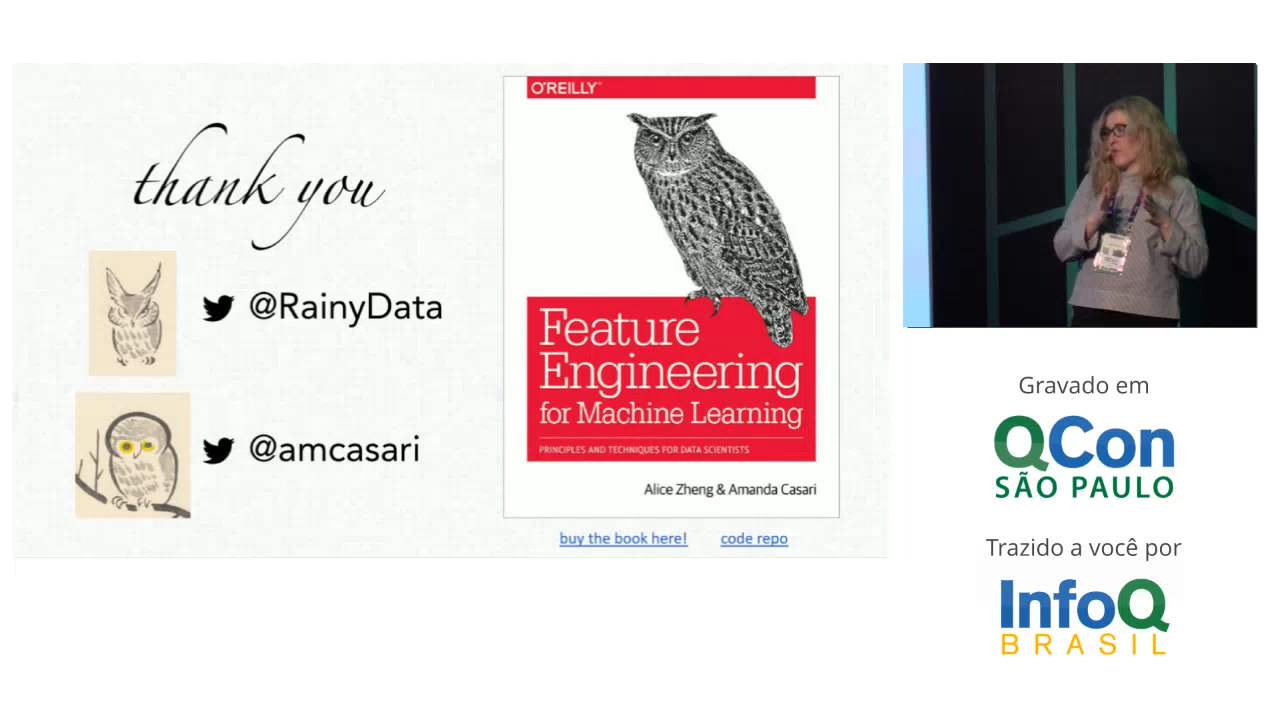 thank you
@RainyData
@amcasari
O'REILLY
Feature
Engineering
for Machine Learning
PRINCIPLES AND TECHNIQUES FOR DATA SCIENTISTS
Alice Zheng & Amanda Casari
buy the book here! code repo
Gravado em
QCon
SÃO PAULO
Trazido a você por
InfoQ
BRASIL